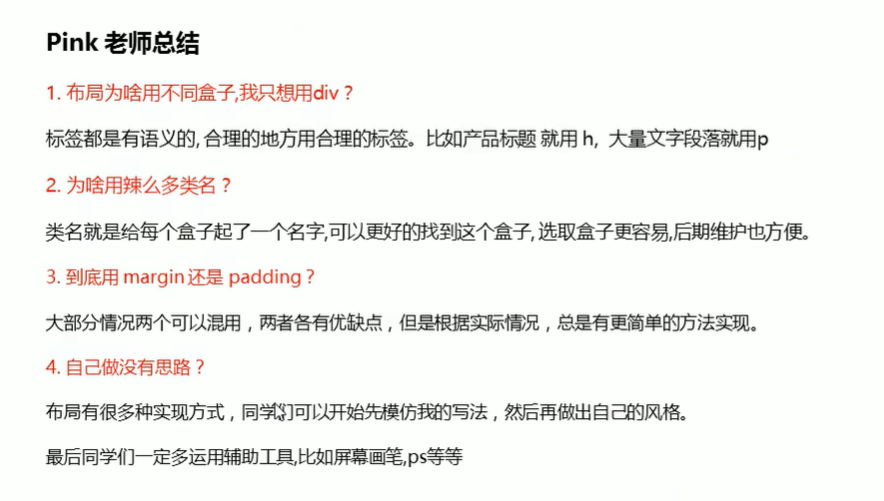 Pink 老师总结
1. 布局为啥用不同盒子,我只想用div？
标签都是有语义的, 合理的地方用合理的标签。比如产品标题 就用 h, 大量文字段落就用p
2. 为啥用辣么多类名？
类名就是给每个盒子起了一个名字,可以更好的找到这个盒子, 选取盒子更容易,后期维护也方便。
3. 到底用 margin 还是 padding？
大部分情况两个可以混用，两者各有优缺点，但是根据实际情况，总是有更简单的方法实现。
4. 自己做没有思路？
布局有很多种实现方式，同学们可以开始先模仿我的写法，然后再做出自己的风格。
最后同学们一定多运用辅助工具,比如屏幕画笔,ps等等